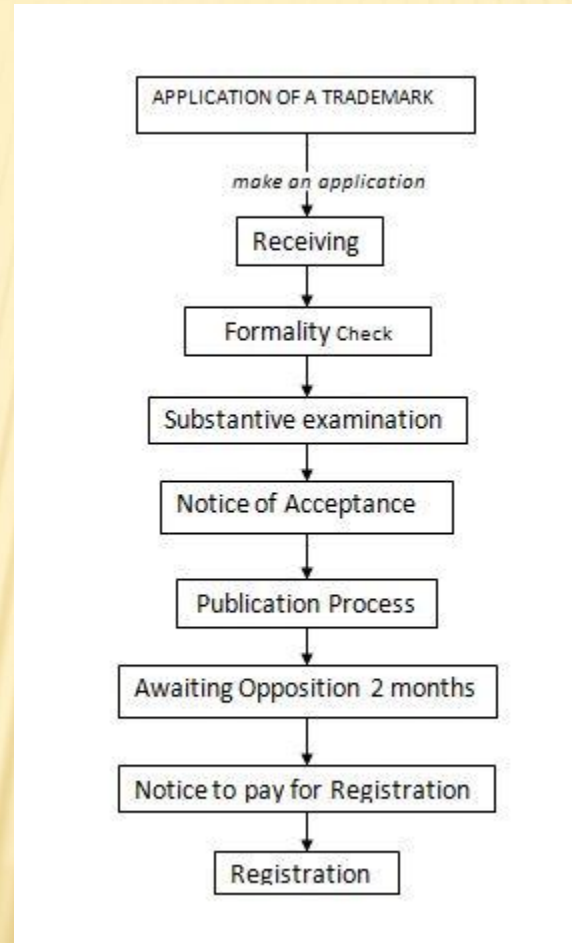 APPLICATION OF A TRADEMARK
make an application
Receiving
Formality Check
Substantive examination
Notice of Acceptance
Publication Process
Awaiting Opposition 2 months
Notice to pay for Registration
Registration